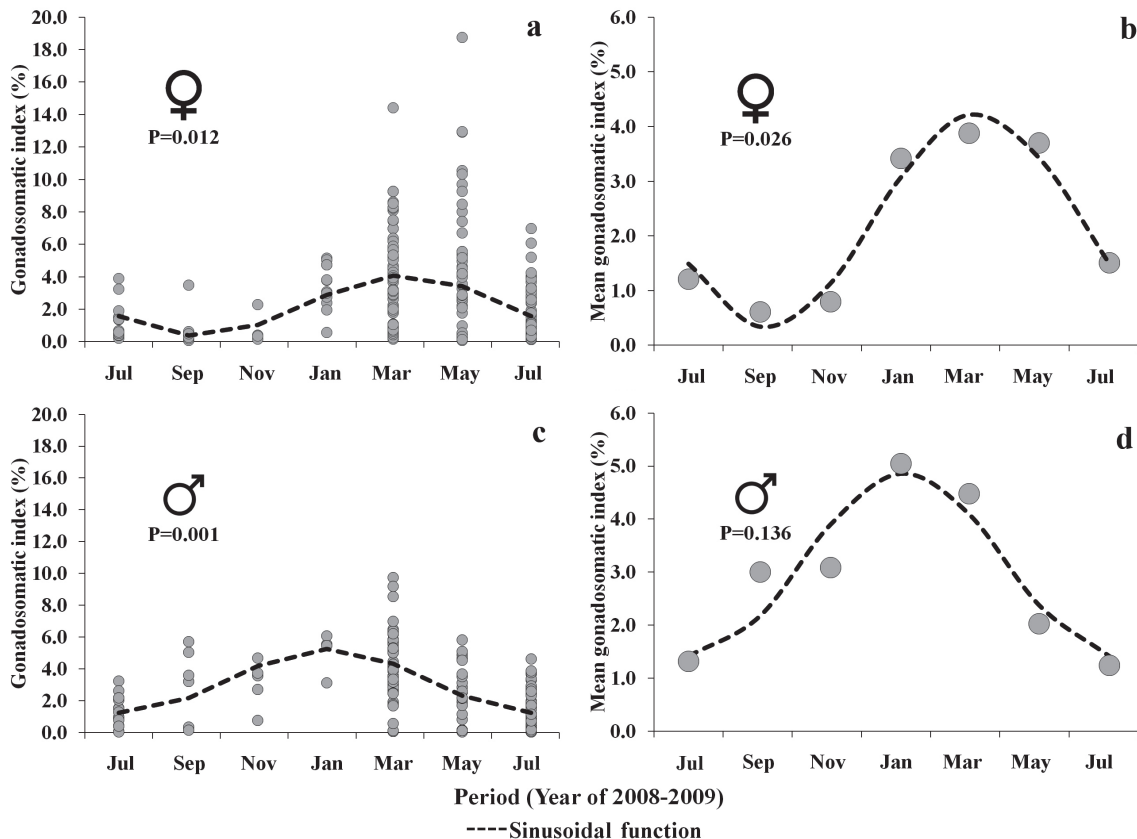 a
Gonadosomatic index (%)
20.0
18.0
16.0
14.0
12.0
10.0
8.0
6.0
4.0
2.0
0.0
♀
P=0.012
Jul Sep Nov Jan Mar May Jul
b
Mean gonadosomatic index (%)
6.0
5.0
4.0
3.0
2.0
1.0
0.0
♀
P=0.026
Jul Sep Nov Jan Mar May Jul
c
Gonadosomatic index (%)
20.0
18.0
16.0
14.0
12.0
10.0
8.0
6.0
4.0
2.0
0.0
♂
P=0.001
Jul Sep Nov Jan Mar May Jul
d
Mean gonadosomatic index (%)
6.0
5.0
4.0
3.0
2.0
1.0
0.0
♂
P=0.136
Jul Sep Nov Jan Mar May Jul
Period (Year of 2008-2009)
Sinusoidal function